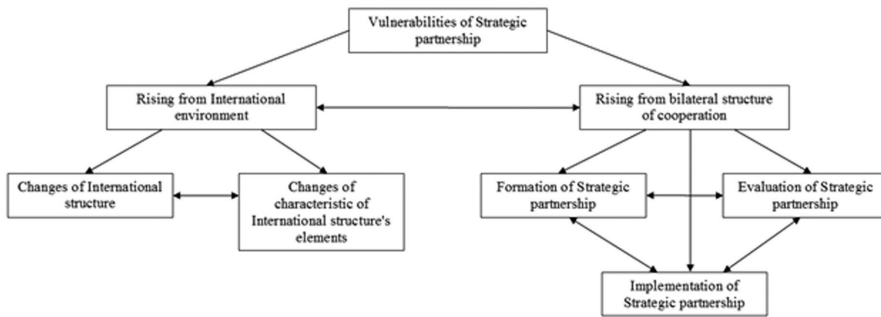 Vulnerabilities of Strategic
partnership
Rising from International
environment
Rising from bilateral structure
of cooperation
Changes of International
structure
Changes of
characteristic of
International structure's
elements
Formation of Strategic
partnership
Evaluation of Strategic
partnership
Implementation of
Strategic partnership